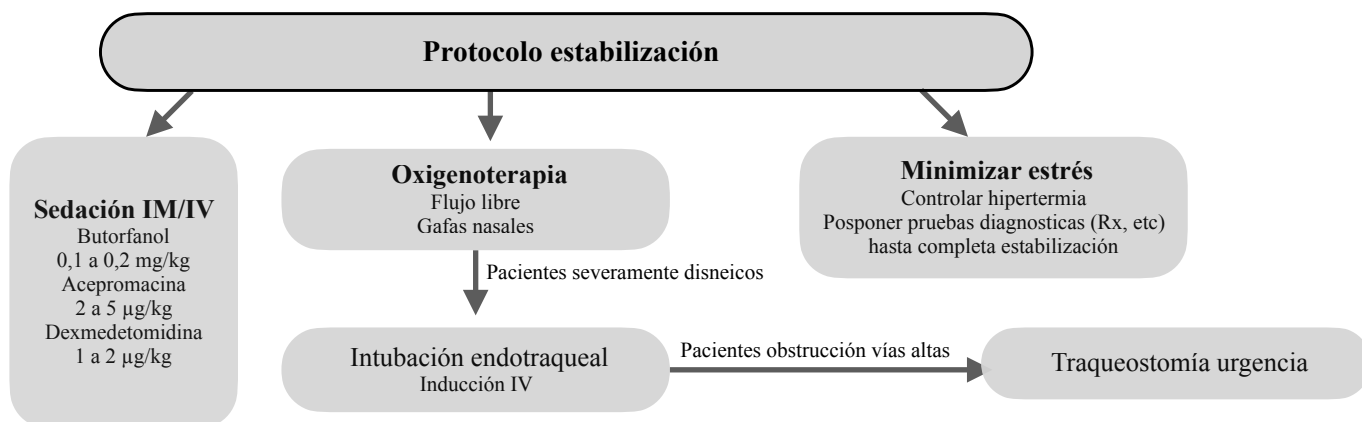 Protocolo estabilización
Sedación IM/IV
Butorfanol
0,1 a 0,2 mg/kg
Acepromacina
2 a 5 µg/kg
Dexmedetomidina
1 a 2 µg/kg
Oxigenoterapia
Flujo libre
Gafas nasales
Minimizar estrés
Controlar hipertermia
Posponer pruebas diagnosticas (Rx, etc)
hasta completa estabilización
Pacientes severamente disneicos
Intubación endotraqueal
Inducción IV
Pacientes obstrucción vías altas
Traqueostomía urgencia